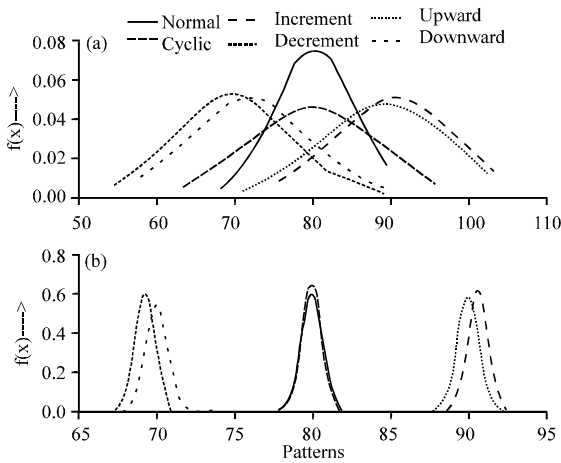 Normal Increment Upward
Cyclic Decrement Downward
(a)
f(x)---->
0.08
0.06
0.04
0.02
0.00
50 60 70 80 90 100 110
(b)
f(x)---->
0.8
0.6
0.4
0.2
0.0
65 70 75 80 85 90 95
Patterns